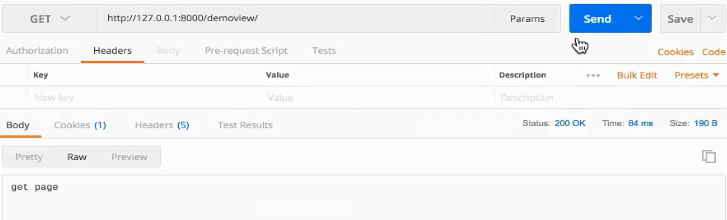 GET http://127.0.0.1:8000/demoview/ Params Send Save
Authorization Headers Body Pre-request Script Tests Cookies Code
Key Value Description ••• Bulk Edit Presets
New key Value Description
Body Cookies (1) Headers (5) Test Results Status: 200 OK Time: 84 ms Size: 190 B
Pretty Raw Preview
get page